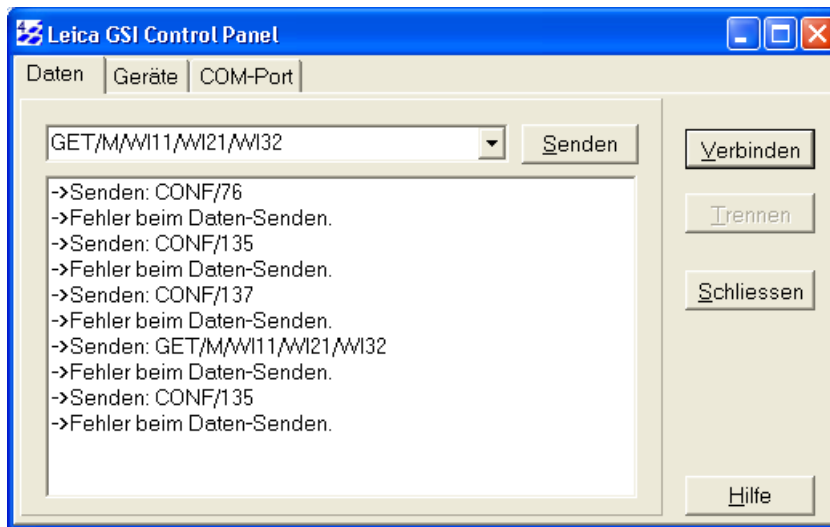 Leica GSI Control Panel
Daten Geräte COM-Port
GET/M/WI11/WI21/WI32 Senden
Verbinden
->Senden: CONF/76
->Fehler beim Daten-Senden.
->Senden: CONF/135
->Fehler beim Daten-Senden.
->Senden: CONF/137
->Fehler beim Daten-Senden.
->Senden: GET/M/WI11/WI21/WI32
->Fehler beim Daten-Senden.
->Senden: CONF/135
->Fehler beim Daten-Senden.
Trennen
Schliessen
Hilfe